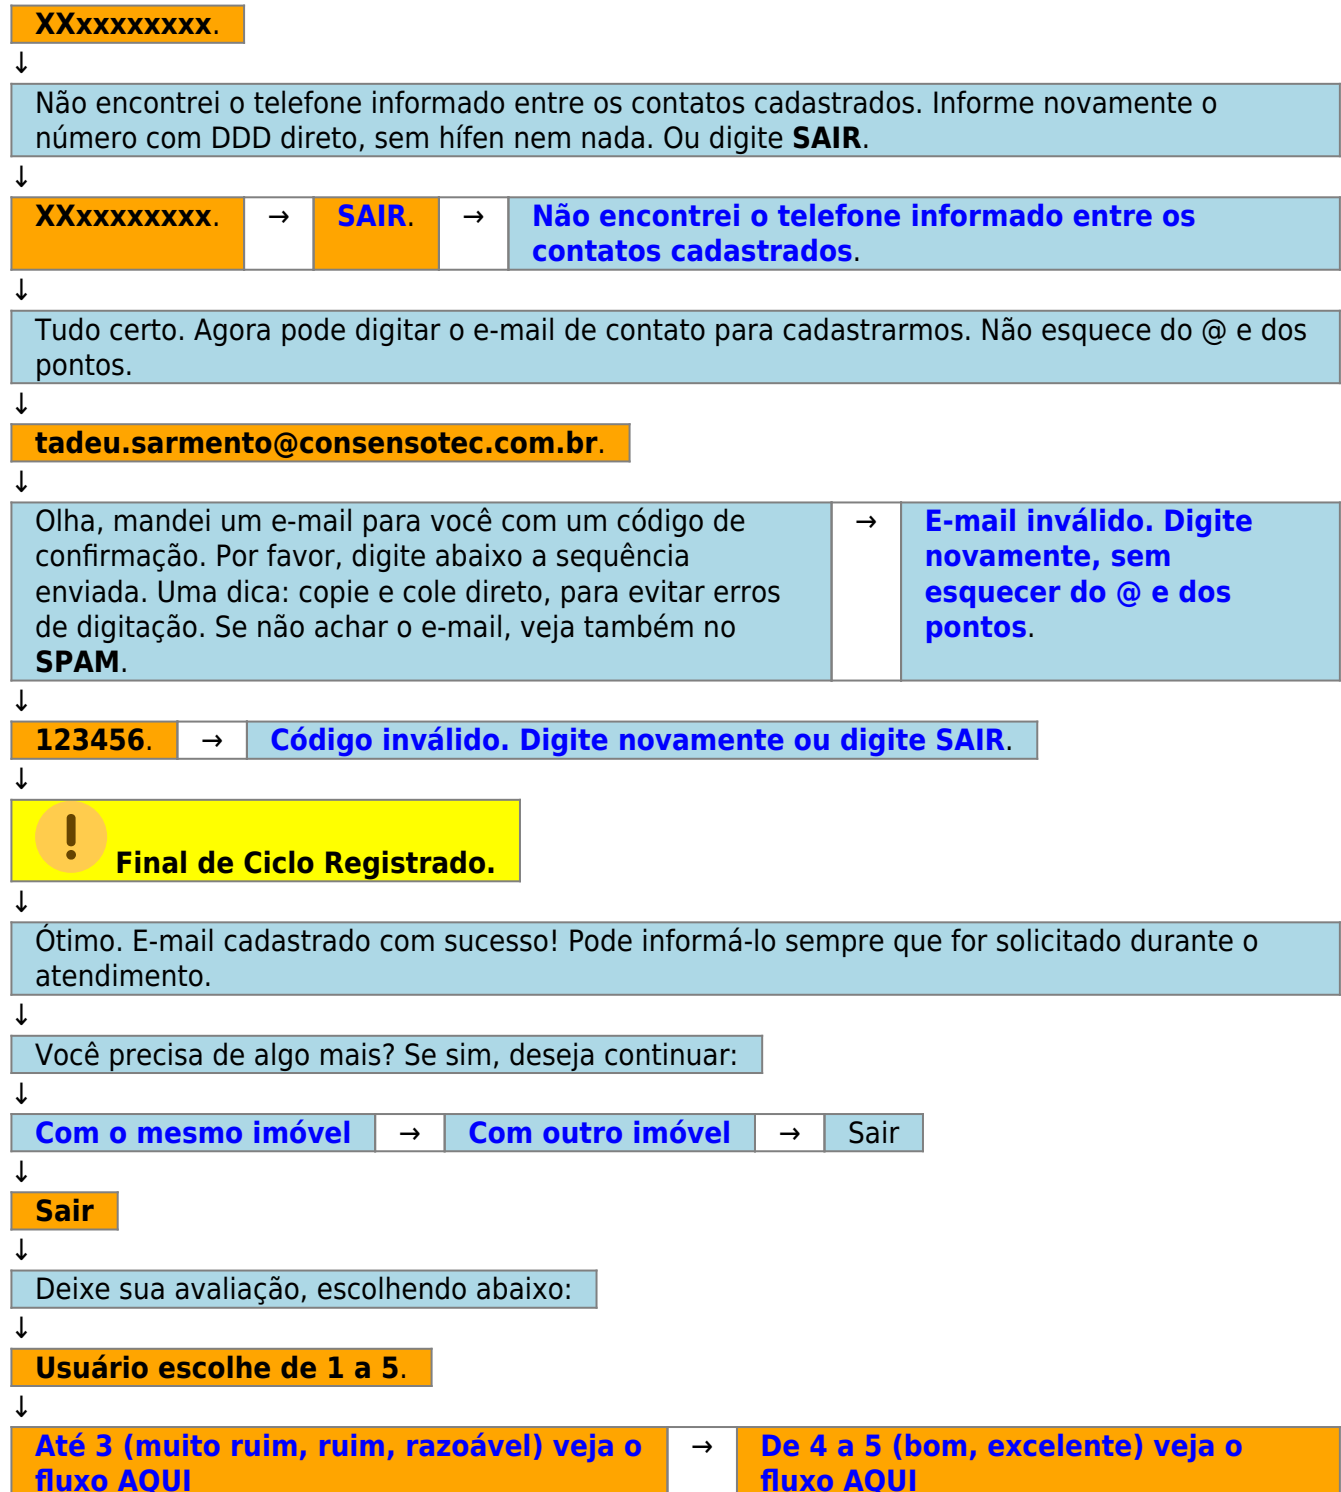 XXxxxxxxxx.
↓
Não encontrei o telefone informado entre os contatos cadastrados. Informe novamente o
número com DDD direto, sem hífen nem nada. Ou digite SAIR.
↓
XXxxxxxxxx. → SAIR. → Não encontrei o telefone informado entre os
contatos cadastrados.
↓
Tudo certo. Agora pode digitar o e-mail de contato para cadastrarmos. Não esquece do @ e dos
pontos.
↓
tadeu.sarmento@consensotec.com.br.
↓
Olha, mandei um e-mail para você com um código de
confirmação. Por favor, digite abaixo a sequência
enviada. Uma dica: copie e cole direto, para evitar erros
de digitação. Se não achar o e-mail, veja também no
SPAM.
→
E-mail inválido. Digite
novamente, sem
esquecer do @ e dos
pontos.
↓
123456. → Código inválido. Digite novamente ou digite SAIR.
↓
Final de Ciclo Registrado.
↓
Ótimo. E-mail cadastrado com sucesso! Pode informá-lo sempre que for solicitado durante o
atendimento.
↓
Você precisa de algo mais? Se sim, deseja continuar:
↓
Com o mesmo imóvel → Com outro imóvel → Sair
↓
Sair
↓
Deixe sua avaliação, escolhendo abaixo:
↓
Usuário escolhe de 1 a 5.
↓
Até 3 (muito ruim, ruim, razoável) veja o
fluxo AQUI
→
De 4 a 5 (bom, excelente) veja o
fluxo AQUI